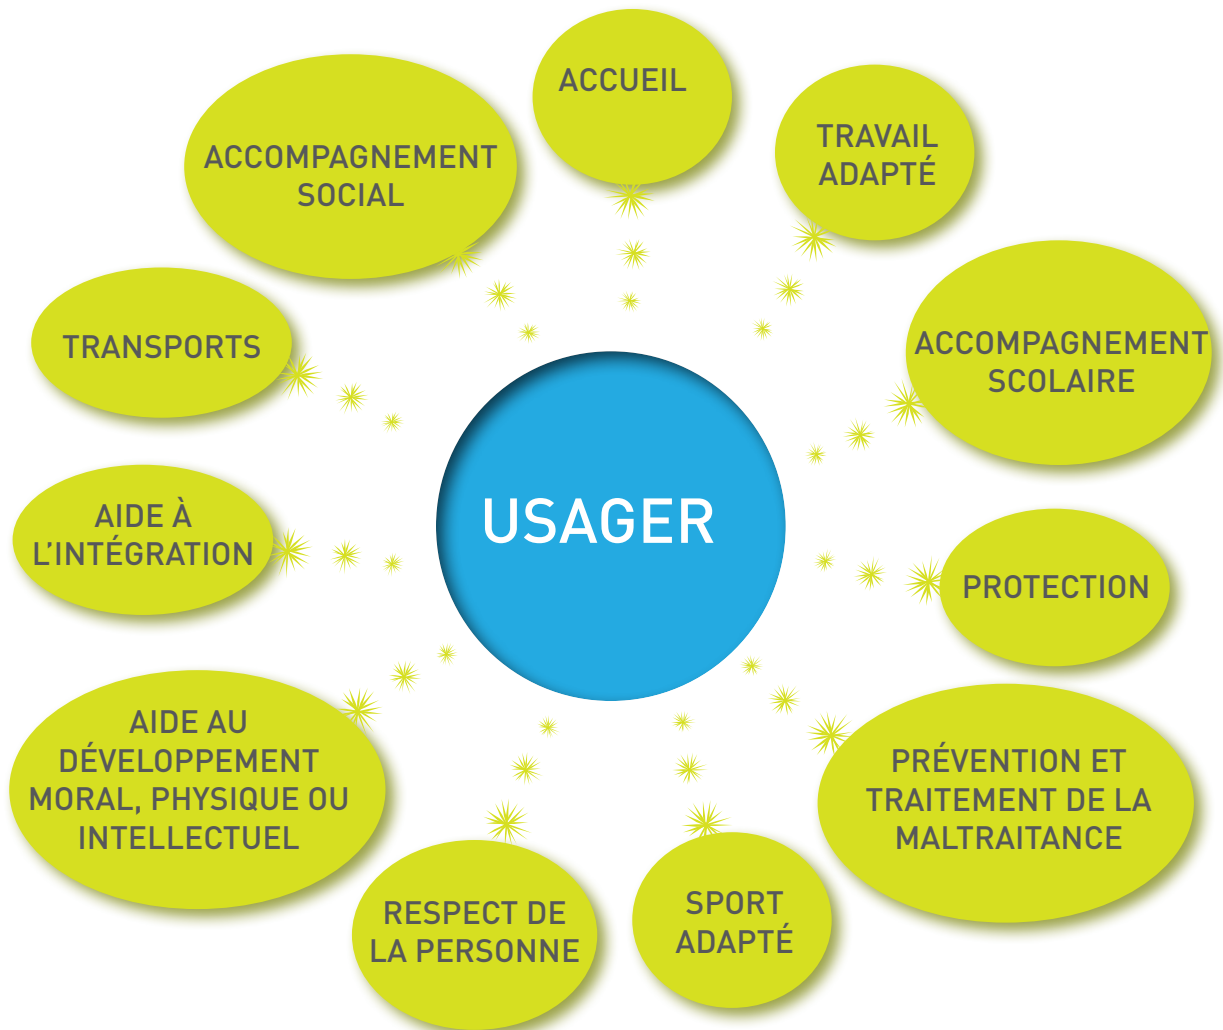 ACCUEIL
TRAVAIL
ADAPTÉ
ACCOMPAGNEMENT
SOCIAL
ACCOMPAGNEMENT
SCOLAIRE
TRANSPORTS
USAGER
AIDE À
L'INTÉGRATION
PROTECTION
AIDE AU
DÉVELOPPEMENT
MORAL, PHYSIQUE OU
INTELLECTUEL
PRÉVENTION ET
TRAITEMENT DE LA
MALTRAITANCE
RESPECT DE
LA PERSONNE
SPORT
ADAPTÉ